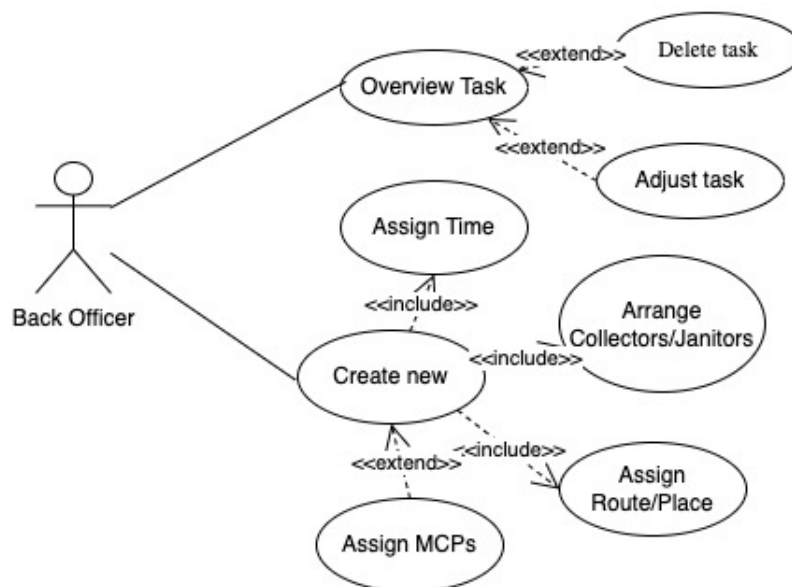 <<extend>>
Delete task
Overview Task
<<extend>>
Adjust task
Assign Time
Back Officer
<<include>>
Arrange
Collectors/Janitors
<<include>>
Create new
<<extend>>
<<include>>
Assign
Route/Place
Assign MCPs